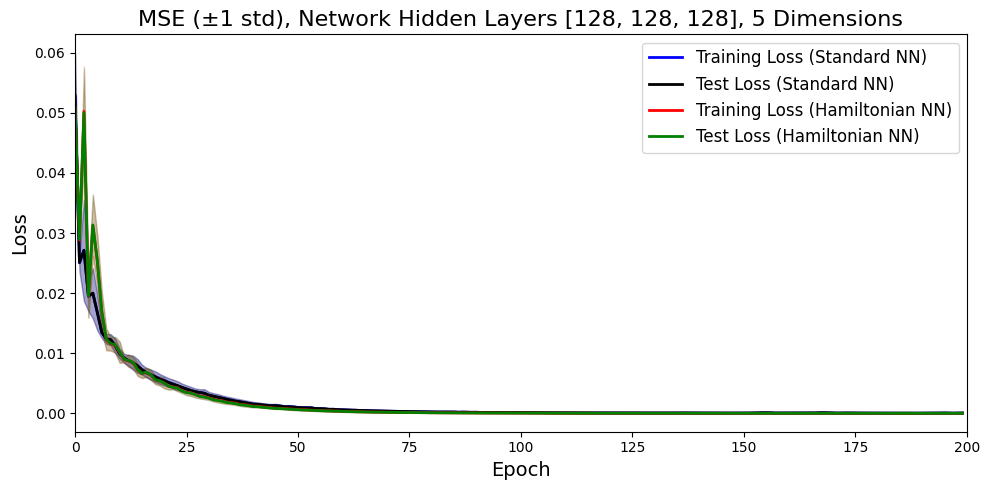 MSE (±1 std), Network Hidden Layers [128, 128, 128], 5 Dimensions
Training Loss (Standard NN)
Test Loss (Standard NN)
Training Loss (Hamiltonian NN)
Test Loss (Hamiltonian NN)
Loss
0.06
0.05
0.04
0.03
0.02
0.01
0.00
0 25 50 75 100 125 150 175 200
Epoch